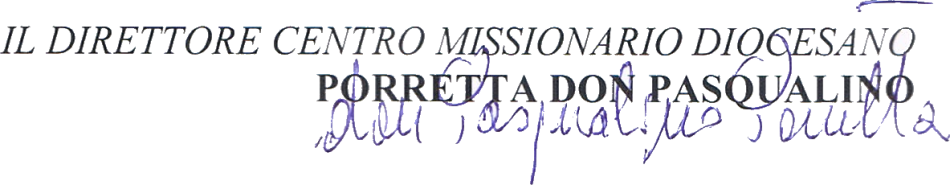 IL DIRETTORE CENTRO MISSIONARIO DIOCESANO
PORRETTA DON PASQUALINO
don Pasqualino Porretta